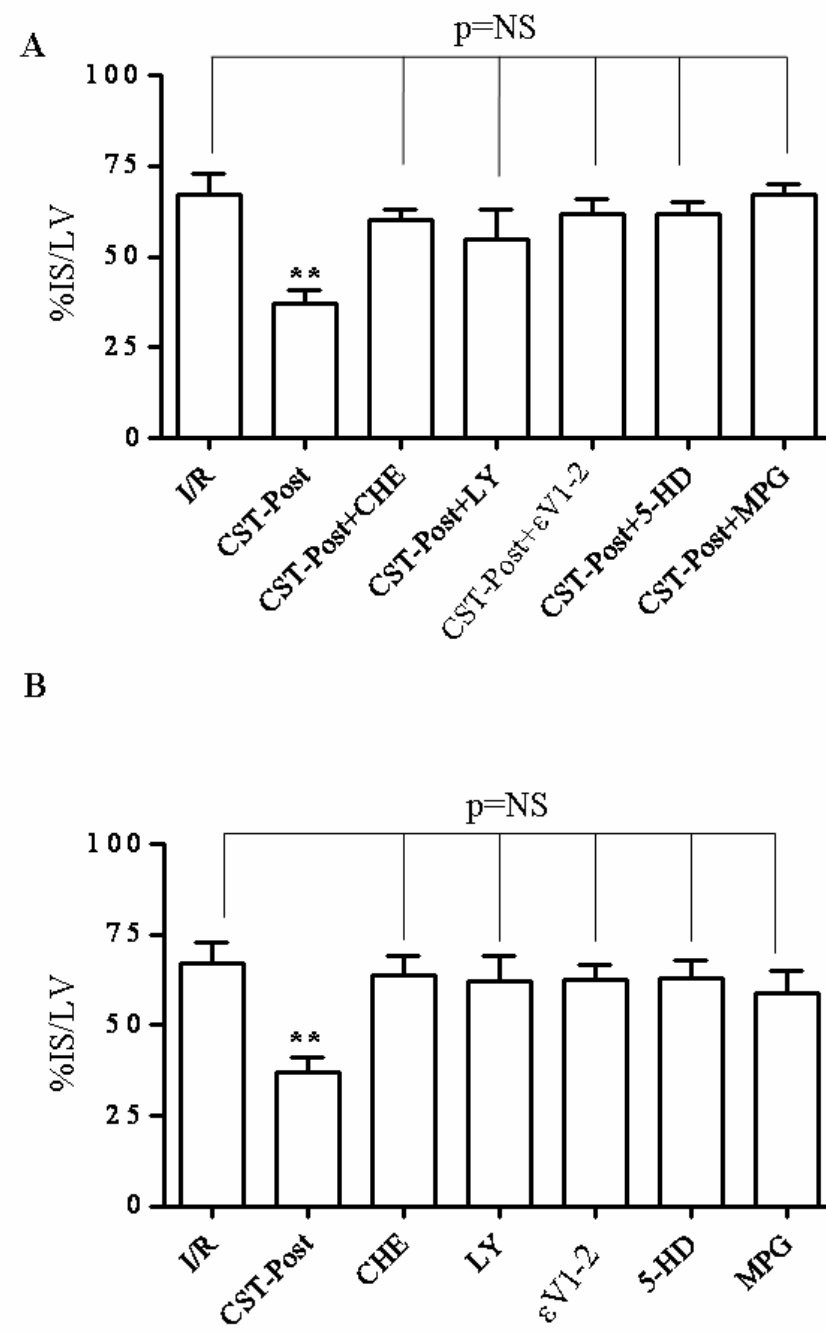 A
p=NS
100
75
50
25
0
%IS/LV
**
I/R
CST-Post
CST-Post+CHE
CST-Post+LY
CST-Post+εV1-2
CST-Post+5-HD
CST-Post+MPG
B
p=NS
100
75
50
25
0
%IS/LV
**
I/R
CST-Post
CHE
LY
εV1-2
5-HD
MPG